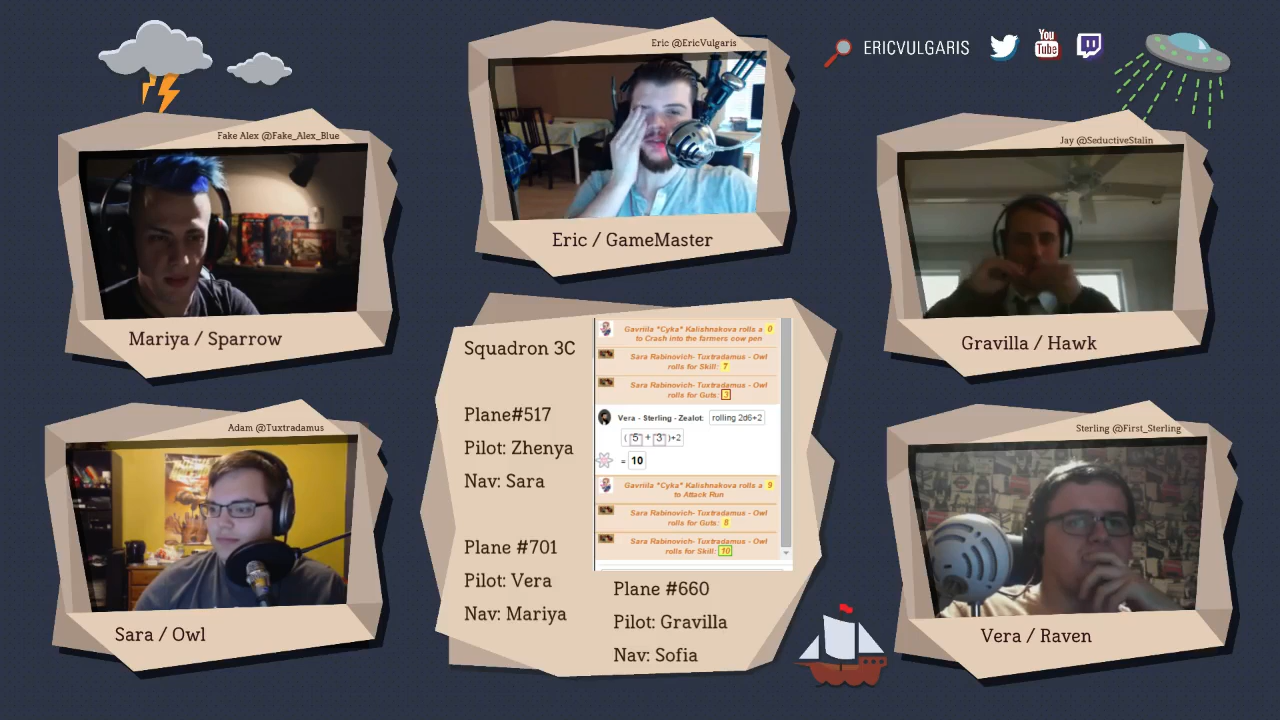 Eric @EricVulgaris
ERICVULGARIS
You
Tube
Fake Alex @Fake_Alex_Blue
Jay @SeductiveStalin
Eric / GameMaster
Mariya / Sparrow
Gravilla / Hawk
Squadron 3C
Plane#517
Pilot: Zhenya
Nav: Sara
Plane #701
Pilot: Vera
Nav: Mariya
Gavriila "Cyka" Kalishnakova rolls a 0
to Crash into the farmers cow pen
Sara Rabinovich- Tuxtradamus - Owl
rolls for Skill: 7
Sara Rabinovich- Tuxtradamus - Owl
rolls for Guts: 3
Vera - Sterling - Zealot: rolling 2d6+2
( 5 + 3 )+2
= 10
Gavriila "Cyka" Kalishnakova rolls a 9
to Attack Run
Sara Rabinovich- Tuxtradamus - Owl
rolls for Guts: 8
Sara Rabinovich- Tuxtradamus - Owl
rolls for Skill: 10
Plane #660
Pilot: Gravilla
Nav: Sofia
Adam @Tuxtradamus
Sterling @First_Sterling
Sara / Owl
Vera / Raven